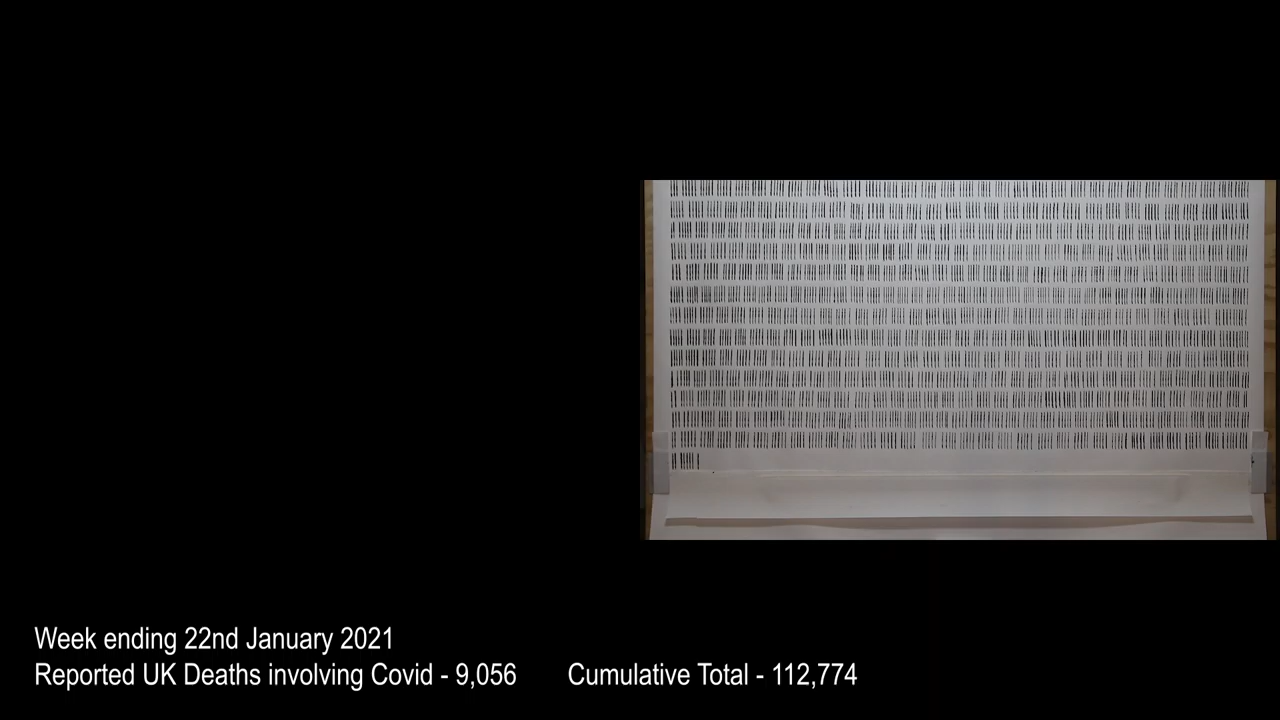 Week ending 22nd January 2021
Reported UK Deaths involving Covid - 9,056 Cumulative Total - 112,774